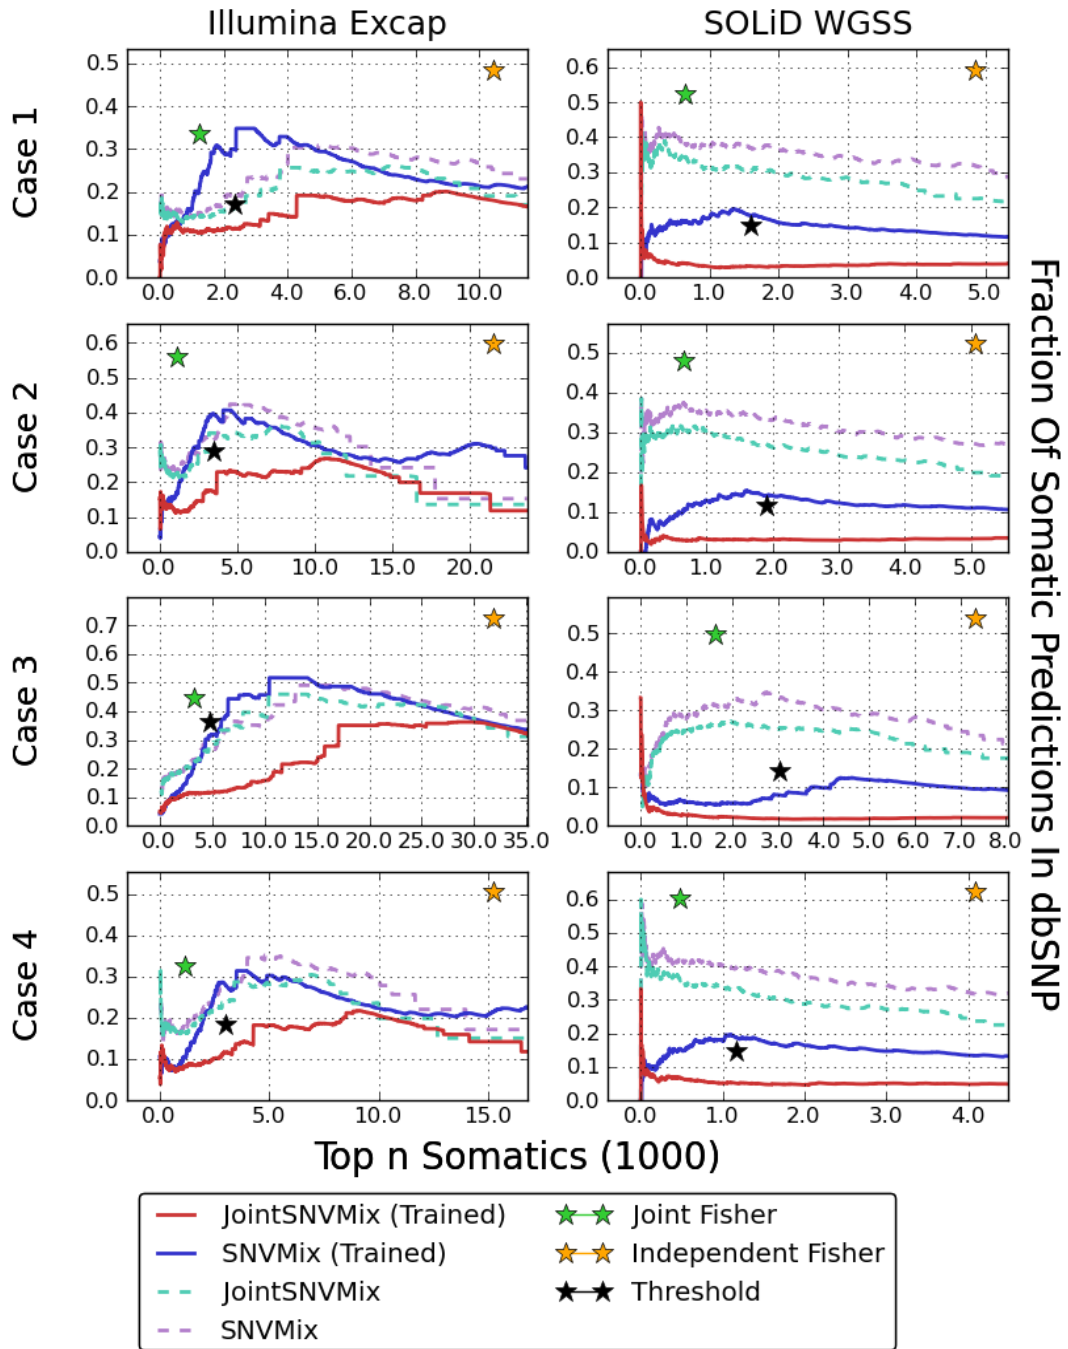 Illumina Excap SOLiD WGSS
Case 1
0.5 0.4 0.3 0.2 0.1 0.0
0.0 2.0 4.0 6.0 8.0 10.0
0.6 0.5 0.4 0.3 0.2 0.1 0.0
0.0 1.0 2.0 3.0 4.0 5.0
Case 2
0.6 0.5 0.4 0.3 0.2 0.1 0.0
0.0 5.0 10.0 15.0 20.0
0.5 0.4 0.3 0.2 0.1 0.0
0.0 1.0 2.0 3.0 4.0 5.0
Case 3
0.7 0.6 0.5 0.4 0.3 0.2 0.1 0.0
0.0 5.0 10.0 15.0 20.0 25.0 30.0 35.0
0.5 0.4 0.3 0.2 0.1 0.0
0.0 1.0 2.0 3.0 4.0 5.0 6.0 7.0 8.0
Case 4
0.5 0.4 0.3 0.2 0.1 0.0
0.0 5.0 10.0 15.0
0.6 0.5 0.4 0.3 0.2 0.1 0.0
0.0 1.0 2.0 3.0 4.0
Fraction Of Somatic Predictions In dbSNP
Top n Somatics (1000)
JointSNVMix (Trained)
SNVMix (Trained)
JointSNVMix
SNVMix
Joint Fisher
Independent Fisher
Threshold